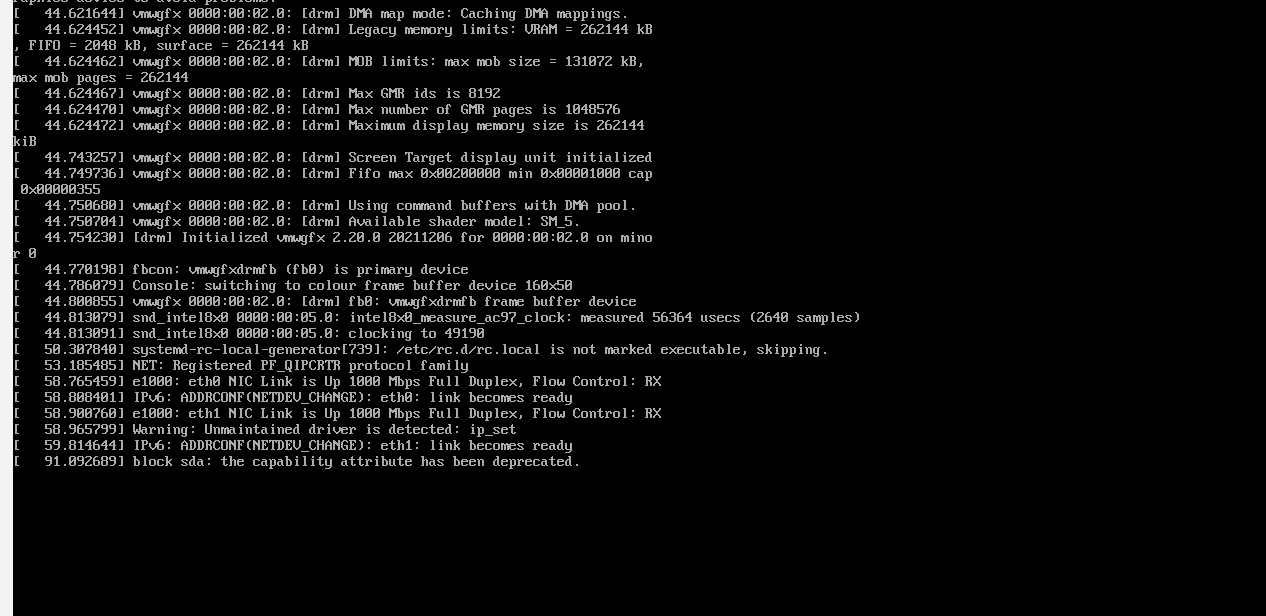 [   44.621644] vmwgfx 0000:00:02.0: [drm] DMA map mode: Caching DMA mappings.
[   44.624452] vmwgfx 0000:00:02.0: [drm] Legacy memory limits: VRAM = 262144 kB
, FIFO = 2048 kB, surface = 262144 kB
[   44.624462] vmwgfx 0000:00:02.0: [drm] MOB limits: max mob size = 131072 kB,
max mob pages = 262144
[   44.624467] vmwgfx 0000:00:02.0: [drm] Max GMR ids is 8192
[   44.624470] vmwgfx 0000:00:02.0: [drm] Max number of GMR pages is 1048576
[   44.624472] vmwgfx 0000:00:02.0: [drm] Maximum display memory size is 262144
kiB
[   44.743257] vmwgfx 0000:00:02.0: [drm] Screen Target display unit initialized
[   44.749736] vmwgfx 0000:00:02.0: [drm] Fifo max 0x00200000 min 0x00001000 cap
 0x00000355
[   44.750680] vmwgfx 0000:00:02.0: [drm] Using command buffers with DMA pool.
[   44.750704] vmwgfx 0000:00:02.0: [drm] Available shader model: SM_5.
[   44.754230] [drm] Initialized vmwgfx 2.20.0 20211206 for 0000:00:02.0 on mino
r 0
[   44.770198] fbcon: vmwgfxdrmfb (fb0) is primary device
[   44.786079] Console: switching to colour frame buffer device 160x50
[   44.800855] vmwgfx 0000:00:02.0: [drm] fb0: vmwgfxdrmfb frame buffer device
[   44.813079] snd_intel8x0 0000:00:05.0: intel8x0_measure_ac97_clock: measured 56364 usecs (2640 samples)
[   44.813091] snd_intel8x0 0000:00:05.0: clocking to 49190
[   50.307840] systemd-rc-local-generator[739]: /etc/rc.d/rc.local is not marked executable, skipping.
[   53.185485] NET: Registered PF_QIPCRTR protocol family
[   58.765459] e1000: eth0 NIC Link is Up 1000 Mbps Full Duplex, Flow Control: RX
[   58.808401] IPv6: ADDRCONF(NETDEV_CHANGE): eth0: link becomes ready
[   58.900760] e1000: eth1 NIC Link is Up 1000 Mbps Full Duplex, Flow Control: RX
[   58.965799] Warning: Unmaintained driver is detected: ip_set
[   59.814644] IPv6: ADDRCONF(NETDEV_CHANGE): eth1: link becomes ready
[   91.092689] block sda: the capability attribute has been deprecated.